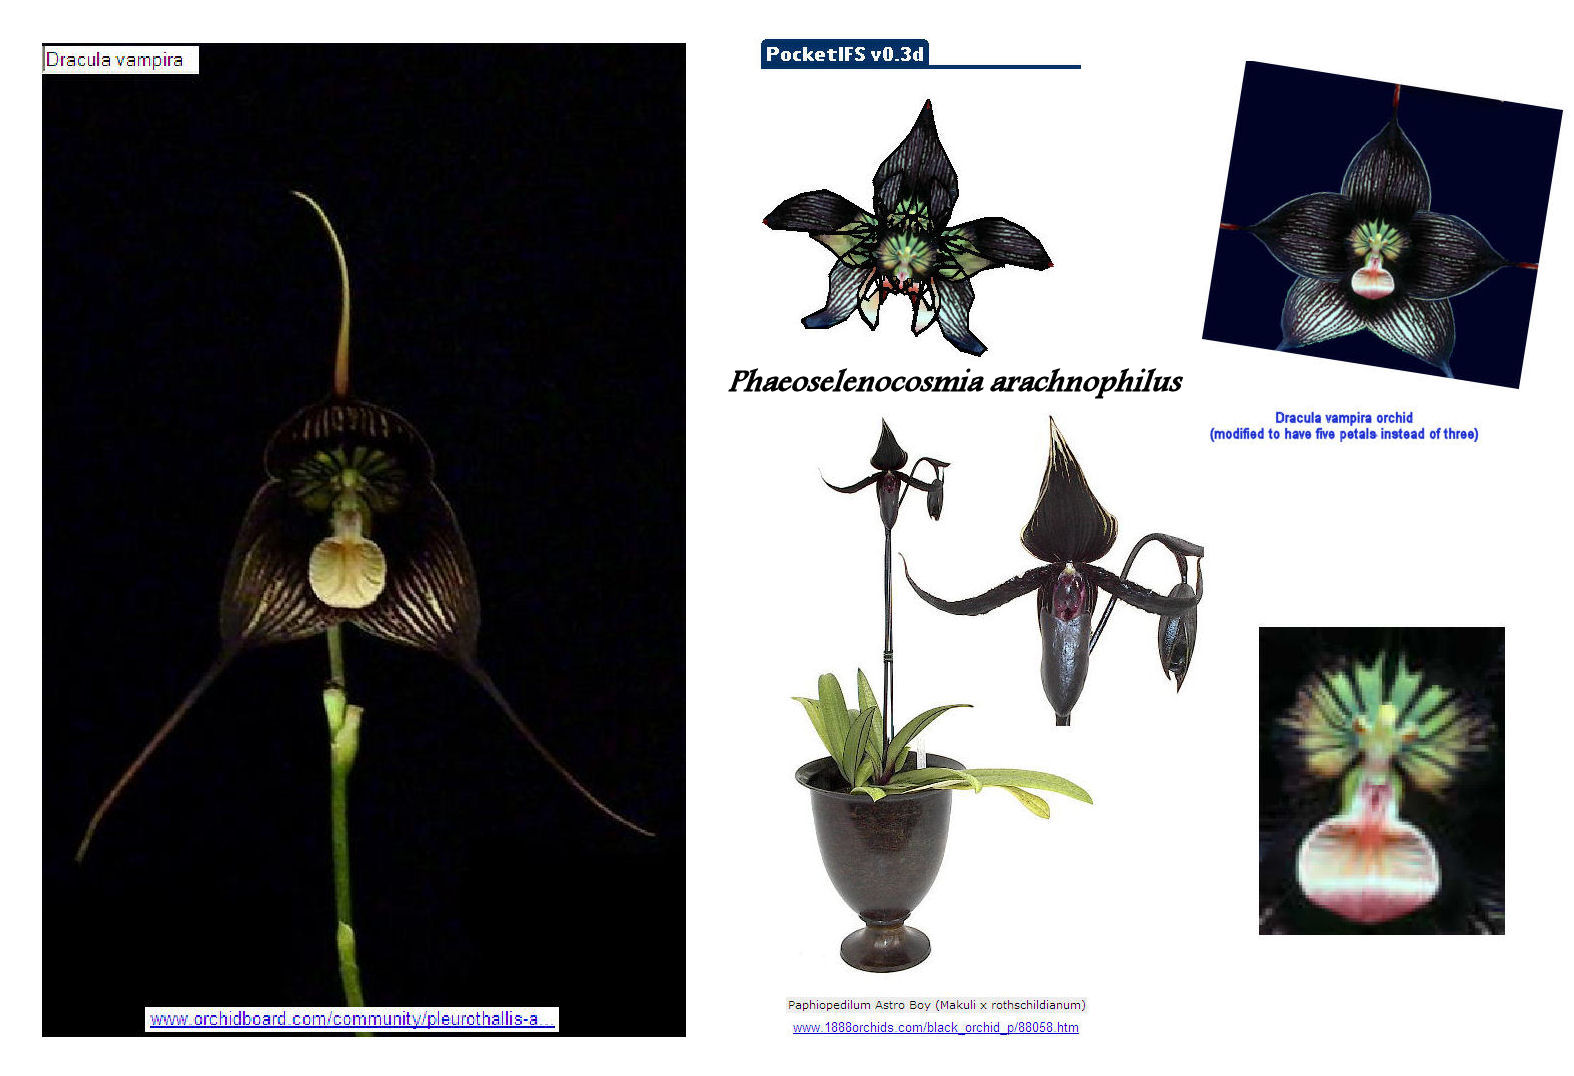 Dracula vampira
www.orchidboard.com/community/pleurothallis-a...
PocketIFS v0.3d
Phaeoselenocosmia arachnophilus
Dracula vampira orchid
(modified to have five petals instead of three)
Paphiopedilum Astro Boy (Makuli x rothschildianum)
www.1888orchids.com/black_orchid_p/88058.htm